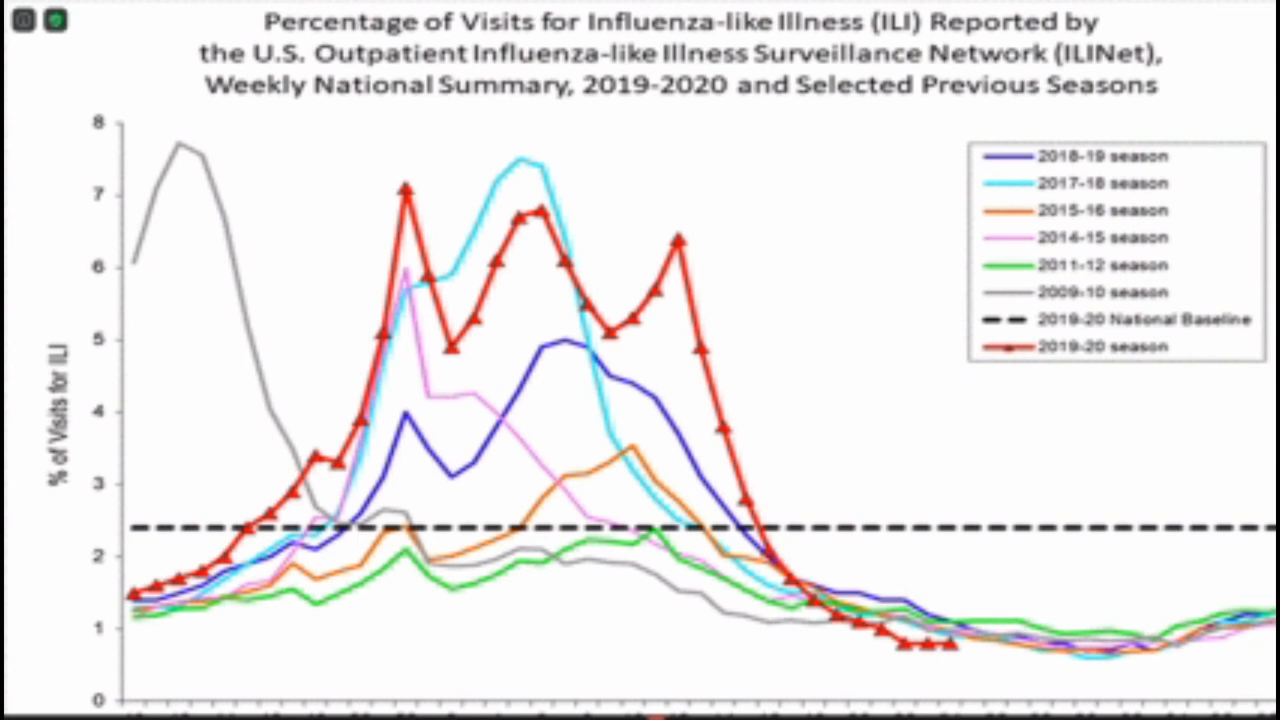 Percentage of Visits for Influenza-like Illness (ILI) Reported by
the U.S. Outpatient Influenza-like Illness Surveillance Network (ILINet),
Weekly National Summary, 2019-2020 and Selected Previous Seasons
8
7
6
5
4
3
2
1
0
% of Visits for ILI
2018-19 season
2017-18 season
2015-16 season
2014-15 season
2011-12 season
2009-10 season
2019-20 National Baseline
2019-20 season